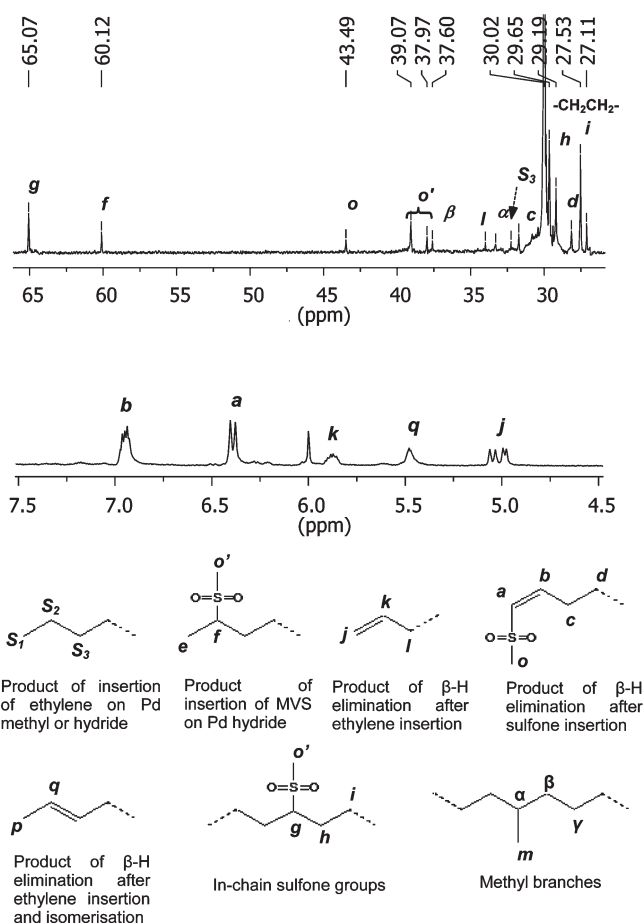 65.07
60.12
43.49
39.07
37.97
37.60
30.02
29.65
29.19
27.53
27.11
-CH₂CH₂-
g
f
o
o'
β
l
α
S₃
c
h
d
i
65 60 55 50 45 40 35 30
(ppm)
b
a
k
q
j
7.5 7.0 6.5 6.0 5.5 5.0 4.5
(ppm)
S₁
S₂
S₃
Product of insertion
of ethylene on Pd
methyl or hydride
o'
O=S=O
e
f
Product of
insertion of MVS
on Pd hydride
k
j
l
Product of β-H
elimination after
ethylene insertion
b
d
a
c
O=S=O
o
Product of β-H
elimination after
sulfone insertion
q
p
Product of β-H
elimination after
ethylene insertion
and isomerisation
o'
O=S=O
i
g
h
In-chain sulfone groups
α
β
γ
m
Methyl branches